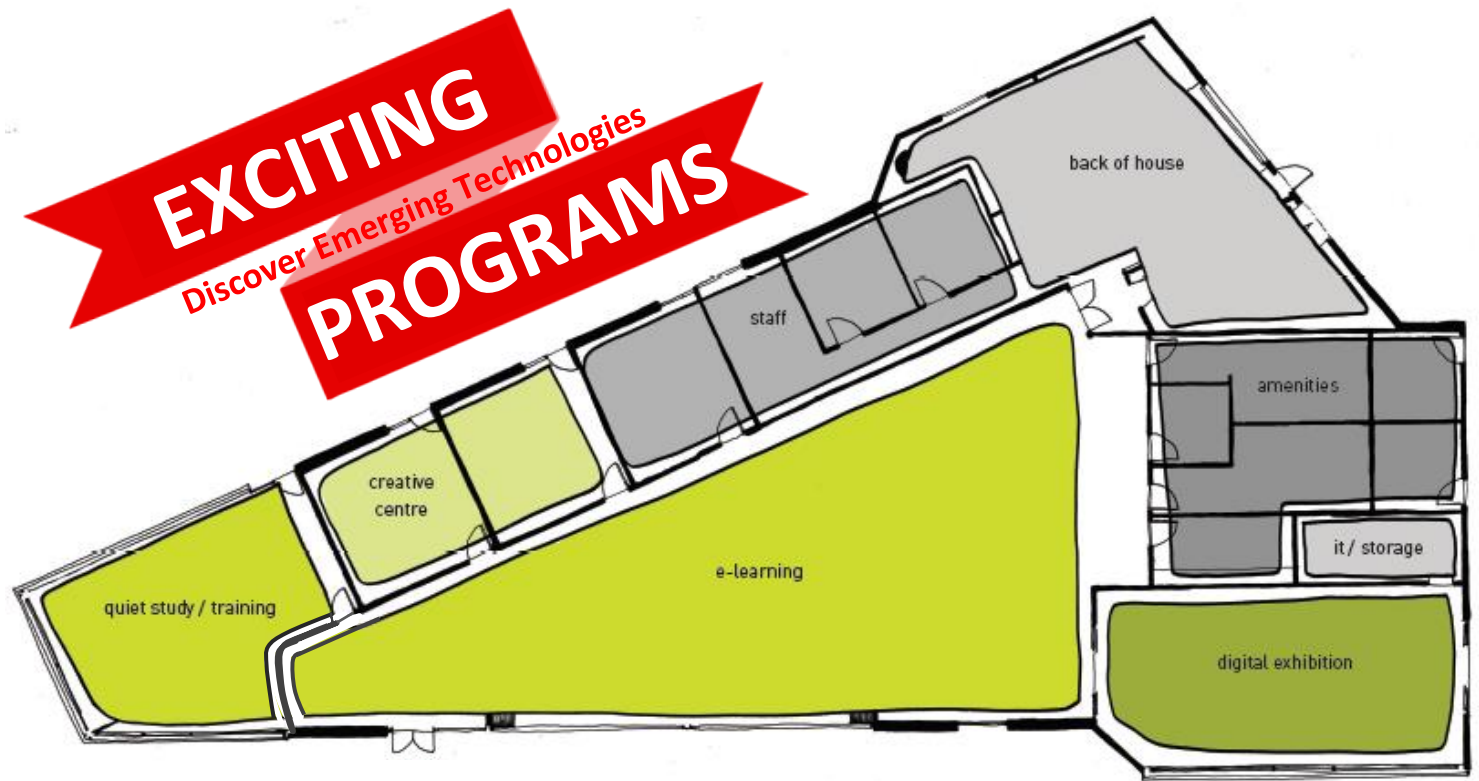 EXCITING
Discover Emerging Technologies
PROGRAMS
back of house
staff
amenities
creative
centre
it / storage
e-learning
quiet study / training
digital exhibition